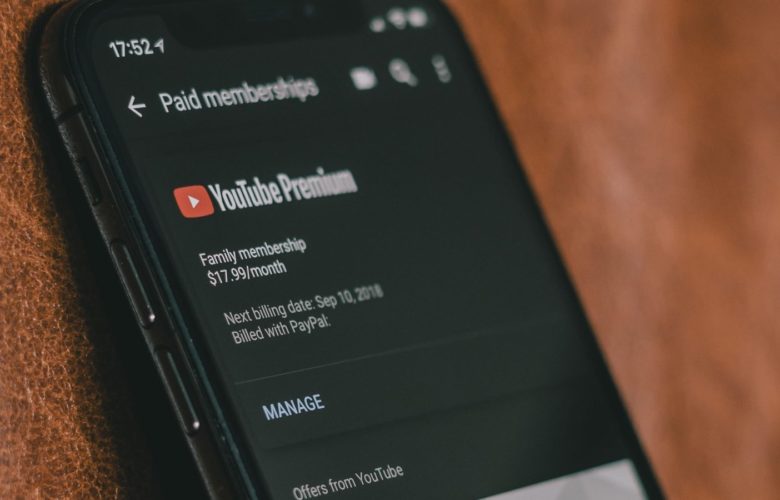 17:52
Paid memberships
YouTube Premium
Family membership
$17.99/month
Next billing date: Sep 10, 2018
Billed with PayPal:
MANAGE
Offers from YouTube